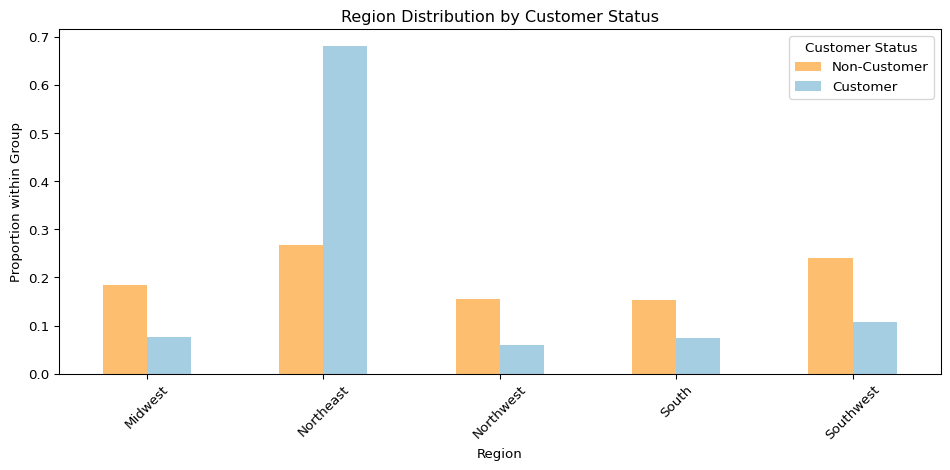 Region Distribution by Customer Status
Customer Status
Non-Customer
Customer
Proportion within Group
0.7
0.6
0.5
0.4
0.3
0.2
0.1
0.0
Midwest
Northeast
Northwest
South
Southwest
Region